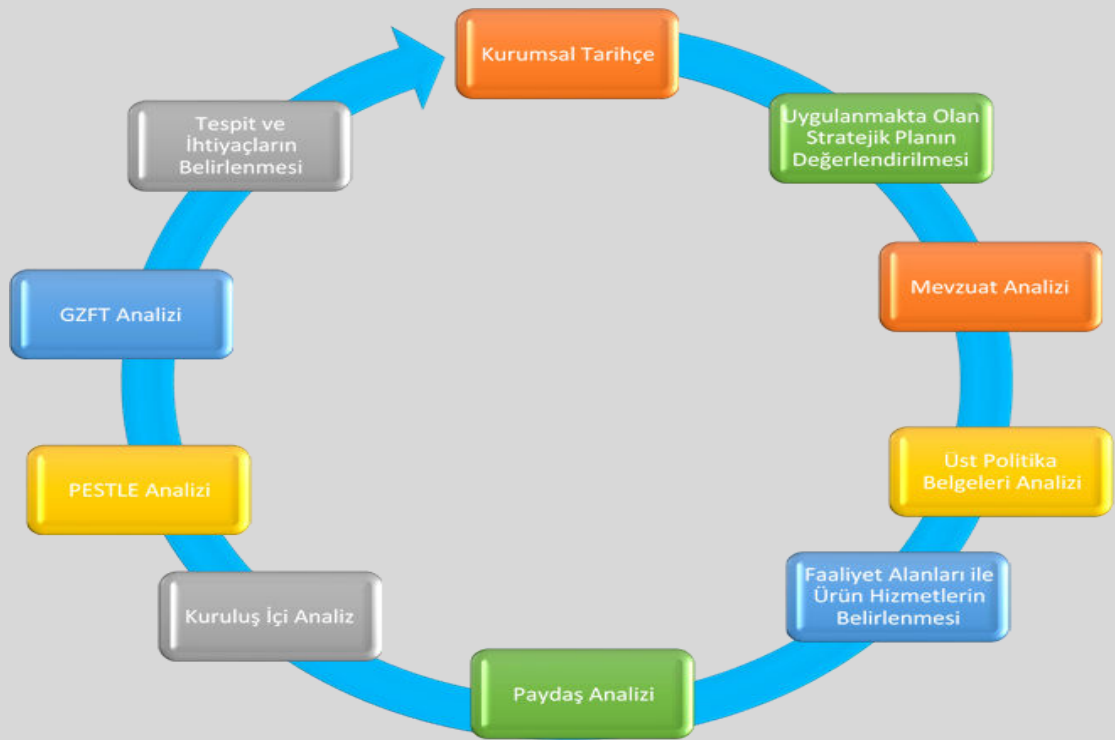 Kurumsal Tarihçe
Uygulanmakta Olan
Stratejik Planın
Değerlendirilmesi
Mevzuat Analizi
Üst Politika
Belgeleri Analizi
Faaliyet Alanları ile
Ürün Hizmetlerin
Belirlenmesi
Paydaş Analizi
Kuruluş İçi Analiz
PESTLE Analizi
GZFT Analizi
Tespit ve
İhtiyaçların
Belirlenmesi